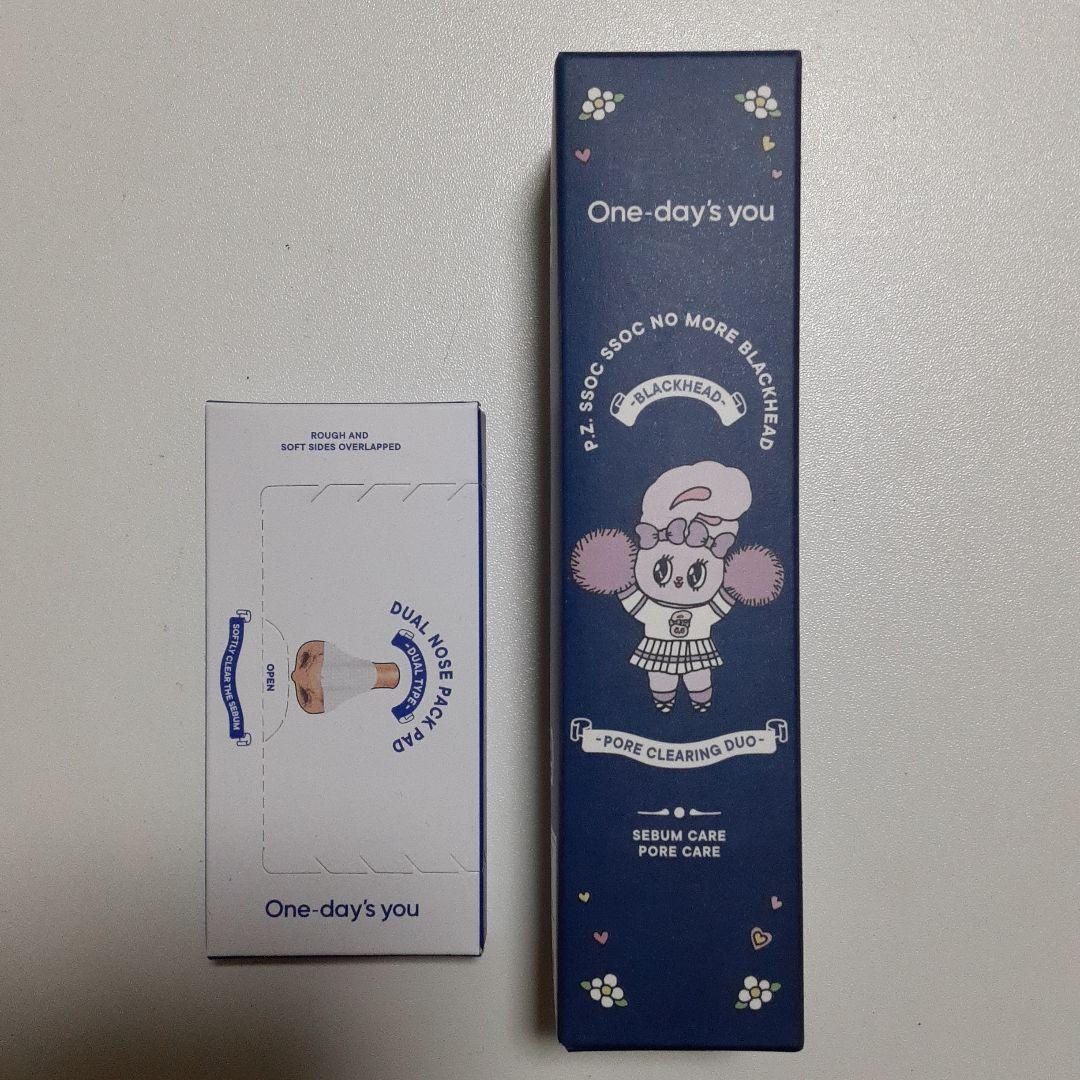 ROUGH AND
SOFT SIDES OVERLAPPED
DUAL NOSE PACK PAD
-DUAL TYPE-
OPEN
SOFTLY CLEAR THE SEBUM
One-day's you
One-day's you
P.Z. SSOC SSOC NO MORE BLACKHEAD
-BLACKHEAD-
-PORE CLEARING DUO-
SEBUM CARE
PORE CARE